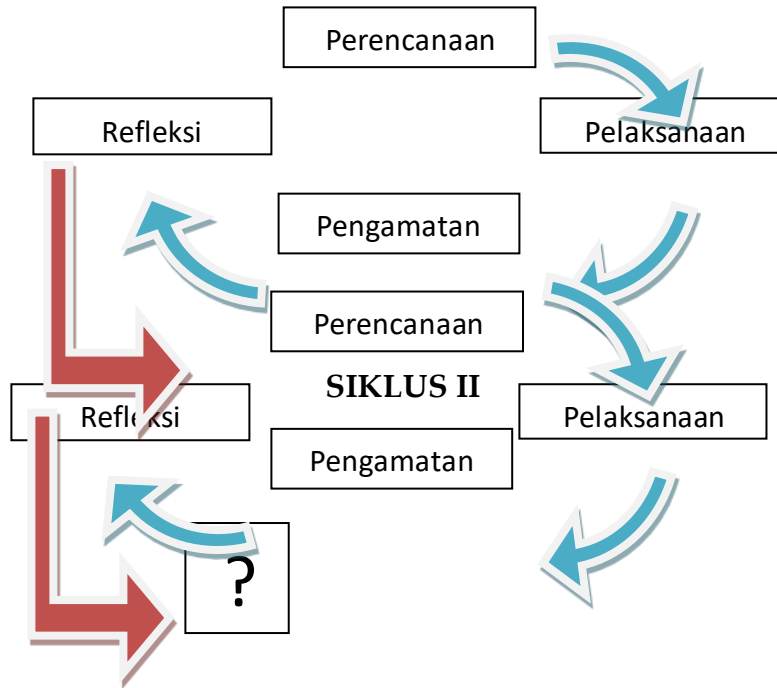 Perencanaan
Refleksi
Pelaksanaan
Pengamatan
Perencanaan
SIKLUS II
Refleksi
Pelaksanaan
Pengamatan
?